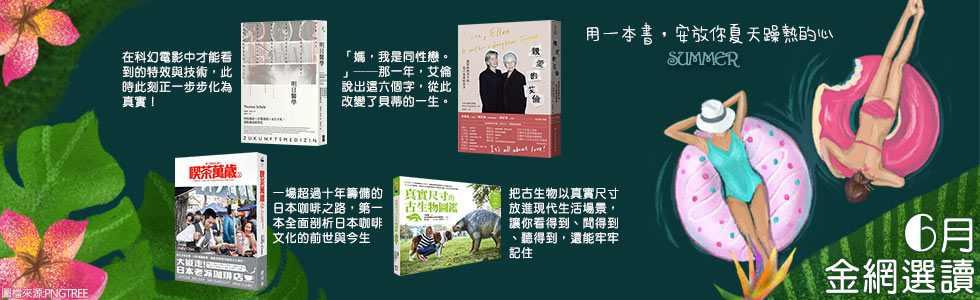 用一本書，安放你夏天躁熱的心
SUMMER
在科幻電影中才能看
到的特效與技術，此
時此刻正一步步化為
真實！
明日醫學
ZUKUNFTSMEDIZIN
「媽，我是同性戀。
」——那一年，艾倫
說出這六個字，從此
改變了貝蒂的一生。
Love, Ellen
A mother/daughter Journey
親愛的艾倫
It's all about love!
喫茶萬歲
喫茶萬歲
大縱走！
日本老派咖啡店
一場超過十年籌備的
日本咖啡之路，第一
本全面剖析日本咖啡
文化的前世與今生
真實尺寸的
古生物圖鑑
把古生物以真實尺寸
放進現代生活場景，
讓你看得到、聞得到
、聽得到，還能牢牢
記住
6月
金網選讀
圖檔來源:PNGTREE